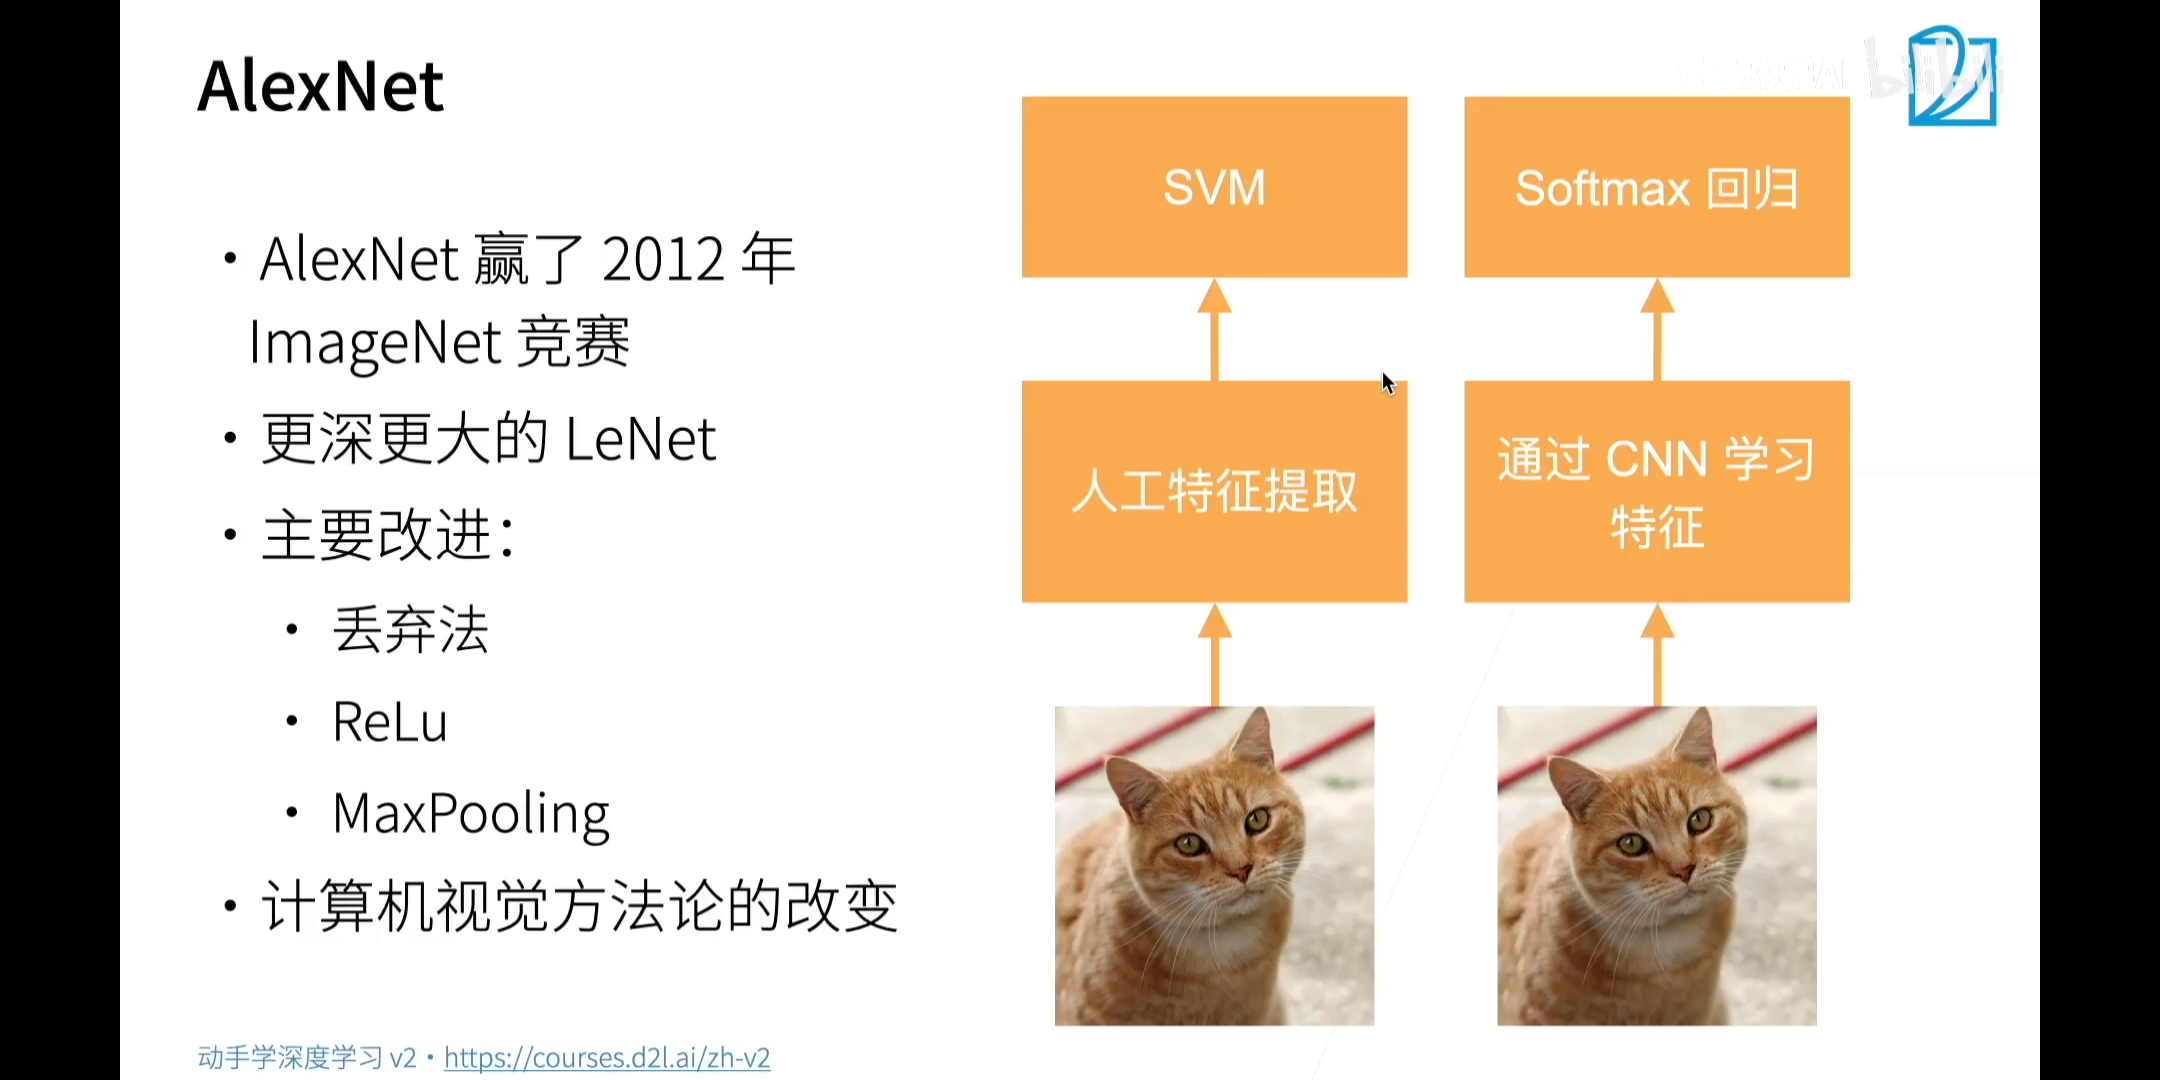 AlexNet
• AlexNet 赢了 2012 年
ImageNet 竞赛
• 更深更大的 LeNet
• 主要改进：
• 丢弃法
• ReLu
• MaxPooling
• 计算机视觉方法论的改变
SVM
人工特征提取
Softmax 回归
通过 CNN 学习
特征
bilibili
动手学深度学习 v2 • https://courses.d2l.ai/zh-v2